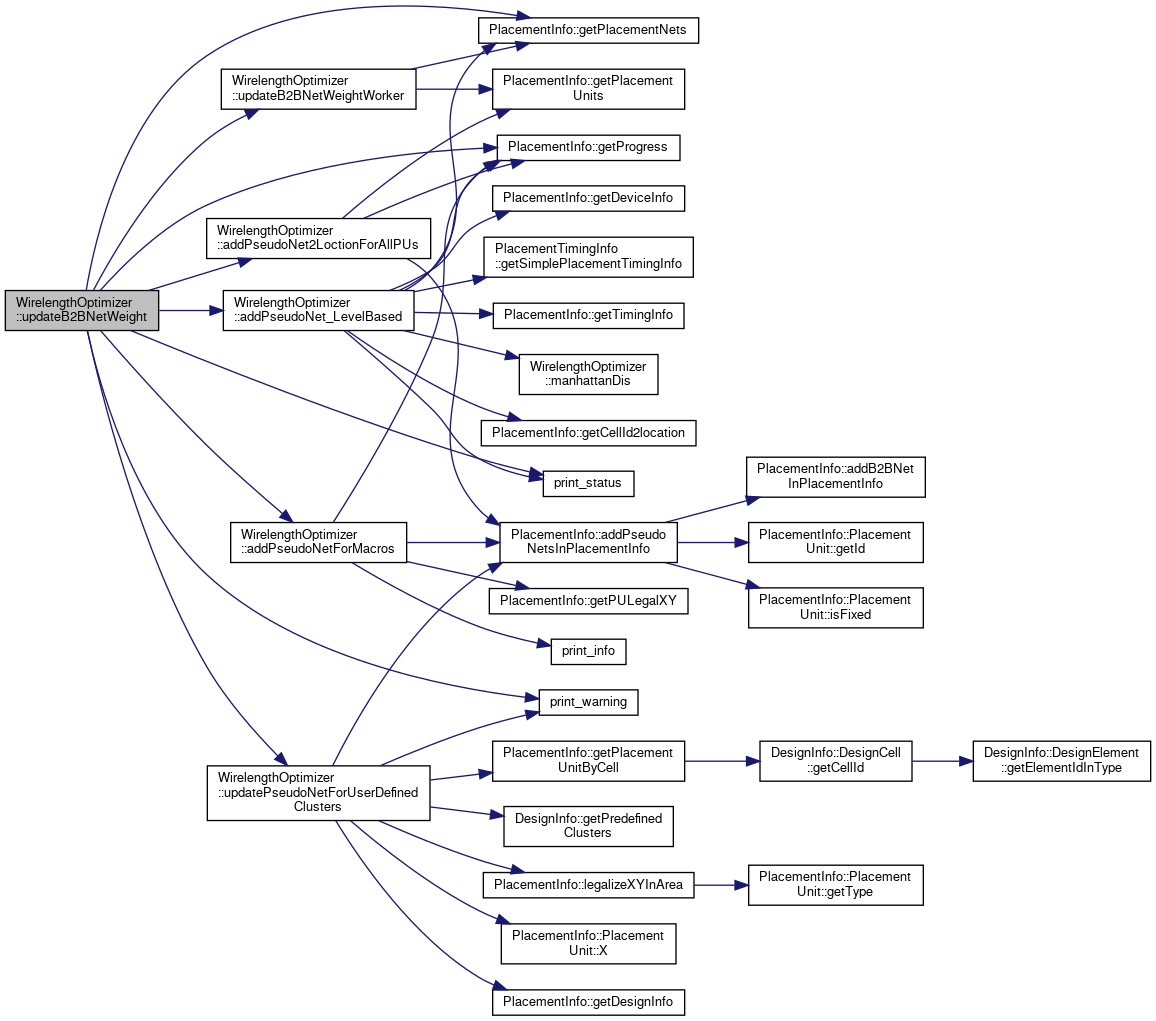 WirelengthOptimizer
::updateB2BNetWeight
PlacementInfo::getPlacementNets
WirelengthOptimizer
::updateB2BNetWeightWorker
PlacementInfo::getPlacement
Units
PlacementInfo::getProgress
WirelengthOptimizer
::addPseudoNet2LoctionForAllPUs
PlacementInfo::getDeviceInfo
PlacementTimingInfo
::getSimplePlacementTimingInfo
WirelengthOptimizer
::addPseudoNet_LevelBased
PlacementInfo::getTimingInfo
WirelengthOptimizer
::manhattanDis
PlacementInfo::getCellId2location
print_status
WirelengthOptimizer
::addPseudoNetForMacros
PlacementInfo::addPseudo
NetsInPlacementInfo
PlacementInfo::addB2BNet
InPlacementInfo
PlacementInfo::Placement
Unit::getId
PlacementInfo::Placement
Unit::isFixed
PlacementInfo::getPULegalXY
print_info
print_warning
WirelengthOptimizer
::updatePseudoNetForUserDefined
Clusters
PlacementInfo::getPlacement
UnitByCell
DesignInfo::DesignCell
::getCellId
DesignInfo::DesignElement
::getElementIdInType
DesignInfo::getPredefined
Clusters
PlacementInfo::legalizeXYInArea
PlacementInfo::Placement
Unit::getType
PlacementInfo::Placement
Unit::X
PlacementInfo::getDesignInfo